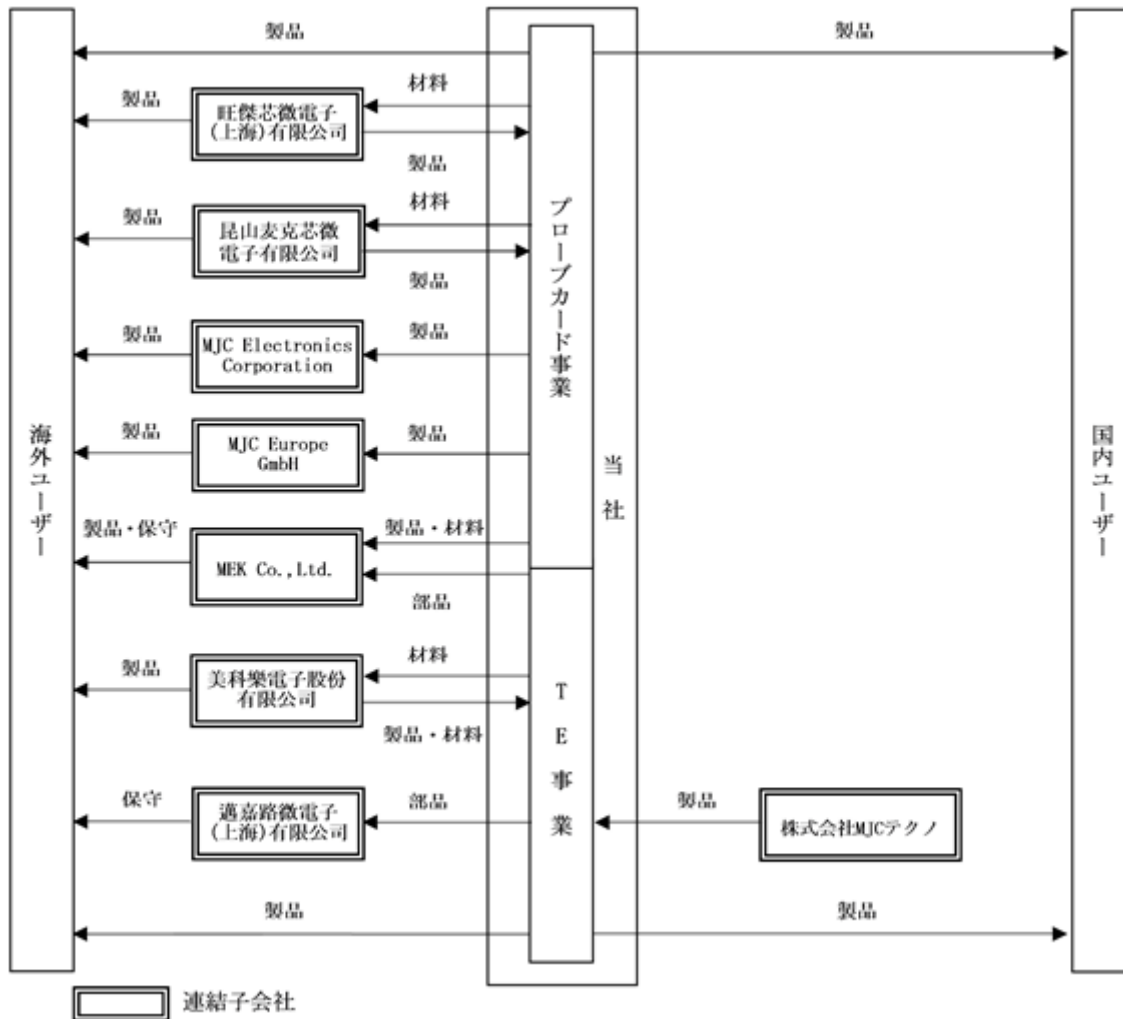 製品
製品
材料
製品
旺傑芯微電子
(上海)有限公司
製品
材料
製品
昆山麦克芯微
電子有限公司
製品
製品
MJC Electronics
Corporation
製品
製品
MJC Europe
GmbH
製品
製品・保守
MEK Co.,Ltd.
製品・材料
部品
製品
美科樂電子股份
有限公司
材料
製品・材料
保守
邁嘉路微電子
(上海)有限公司
部品
製品
株式会社MJCテクノ
製品
製品
海外ユーザー
プローブカード事業
TE事業
当社
国内ユーザー
連結子会社